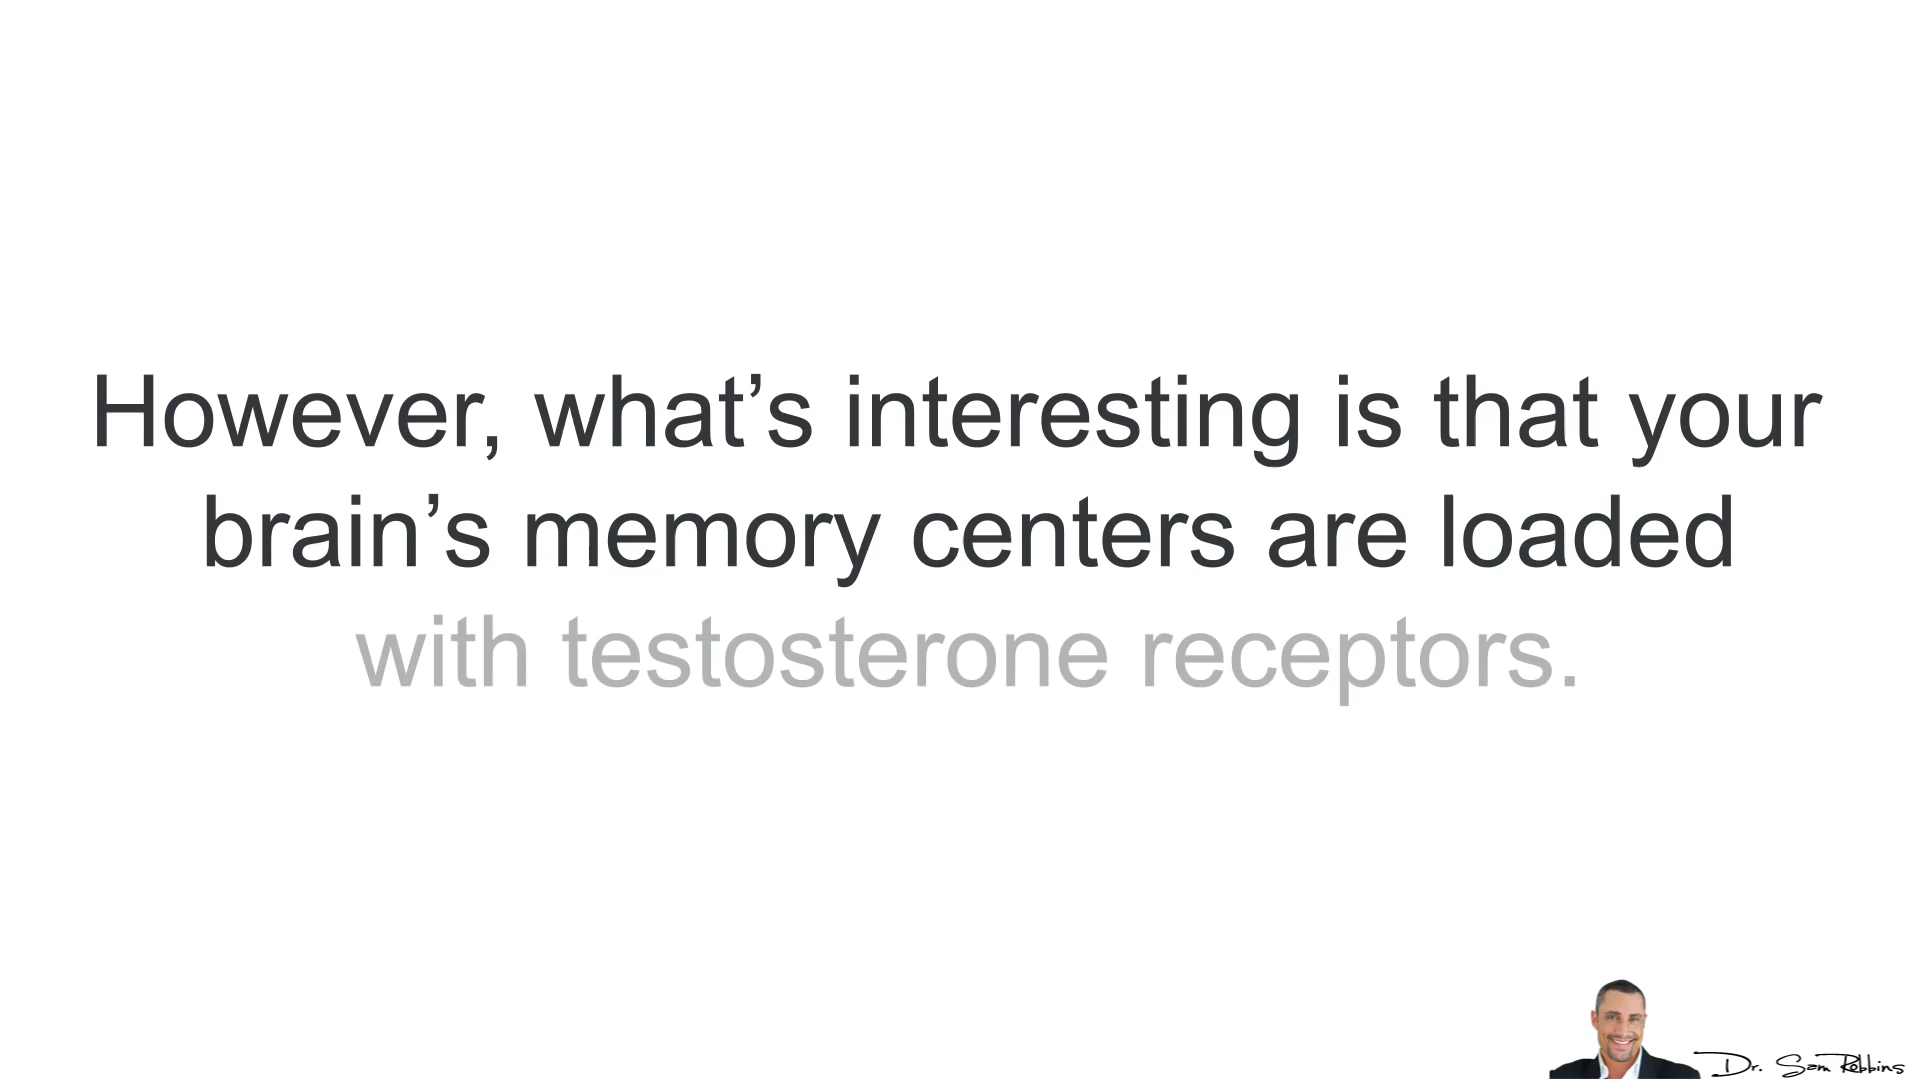 However, what’s interesting is that your
brain’s memory centers are loaded
with testosterone receptors.
Dr. Sam Robbins